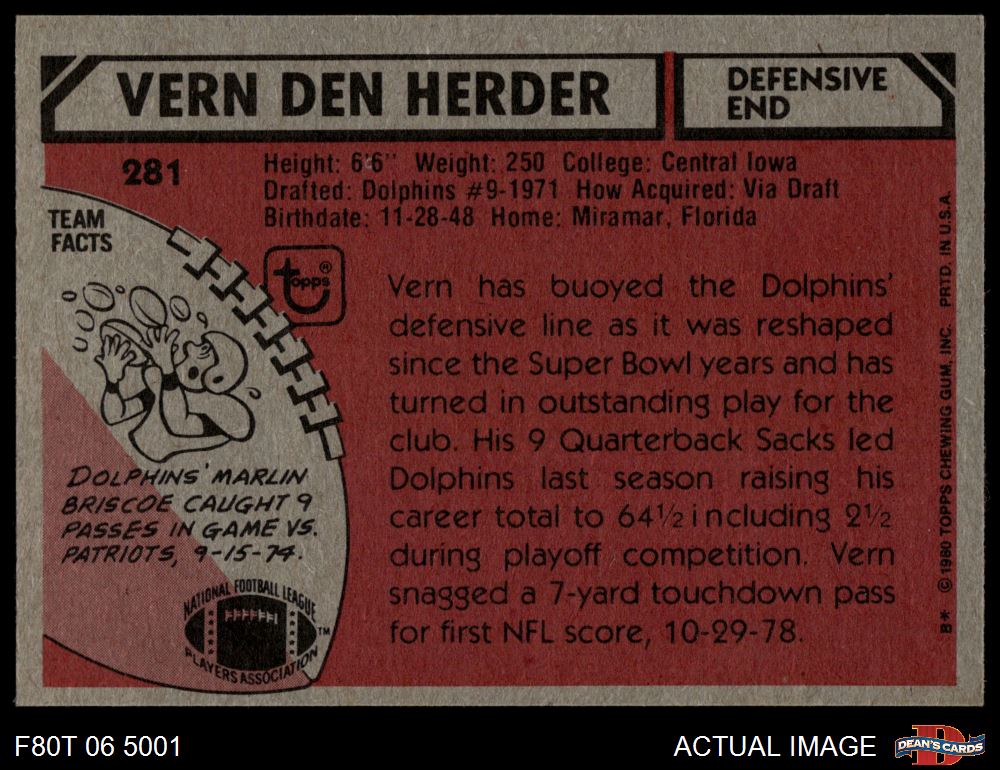 VERN DEN HERDER
DEFENSIVE
END
281
Height: 6'6" Weight: 250 College: Central Iowa
Drafted: Dolphins #9-1971 How Acquired: Via Draft
Birthdate: 11-28-48 Home: Miramar, Florida
TEAM
FACTS
topps®
Vern has buoyed the Dolphins'
defensive line as it was reshaped
since the Super Bowl years and has
turned in outstanding play for the
club. His 9 Quarterback Sacks led
Dolphins last season raising his
career total to 64½ including 2½
during playoff competition. Vern
snagged a 7-yard touchdown pass
for first NFL score, 10-29-78.
DOLPHINS' MARLIN
BRISCOE CAUGHT 9
PASSES IN GAME VS.
PATRIOTS, 9-15-74.
NATIONAL FOOTBALL LEAGUE
PLAYERS ASSOCIATION
TM
B* © 1980 TOPPS CHEWING GUM, INC. PRTD. IN U.S.A.
F80T 06 5001
ACTUAL IMAGE
DEAN'S CARDS